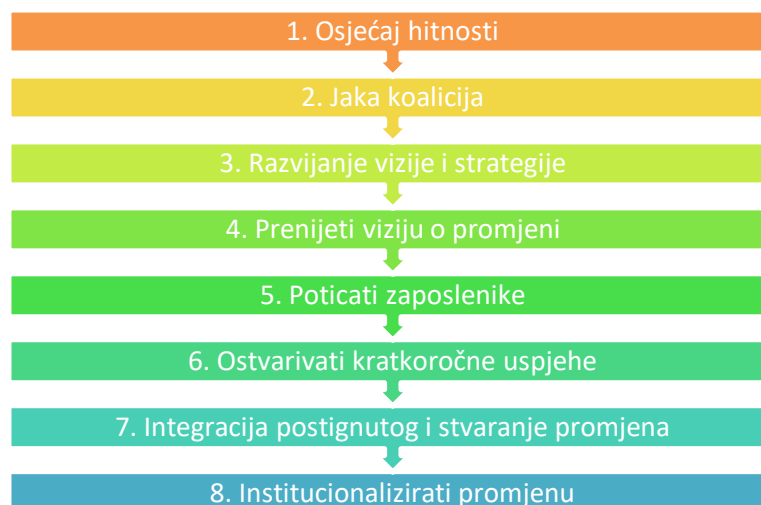 1. Osjećaj hitnosti
2. Jaka koalicija
3. Razvijanje vizije i strategije
4. Prenijeti viziju o promjeni
5. Poticati zaposlenike
6. Ostvarivati kratkoročne uspjehe
7. Integracija postignutog i stvaranje promjena
8. Institucionalizirati promjenu